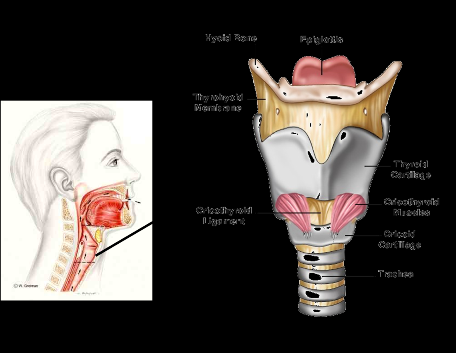 Hyoid Bone
Epiglottis
Thyrohyoid
Membrane
Thyroid
Cartilage
Cricothyroid
Ligament
Cricothyroid
Muscles
Cricoid
Cartilage
Trachea